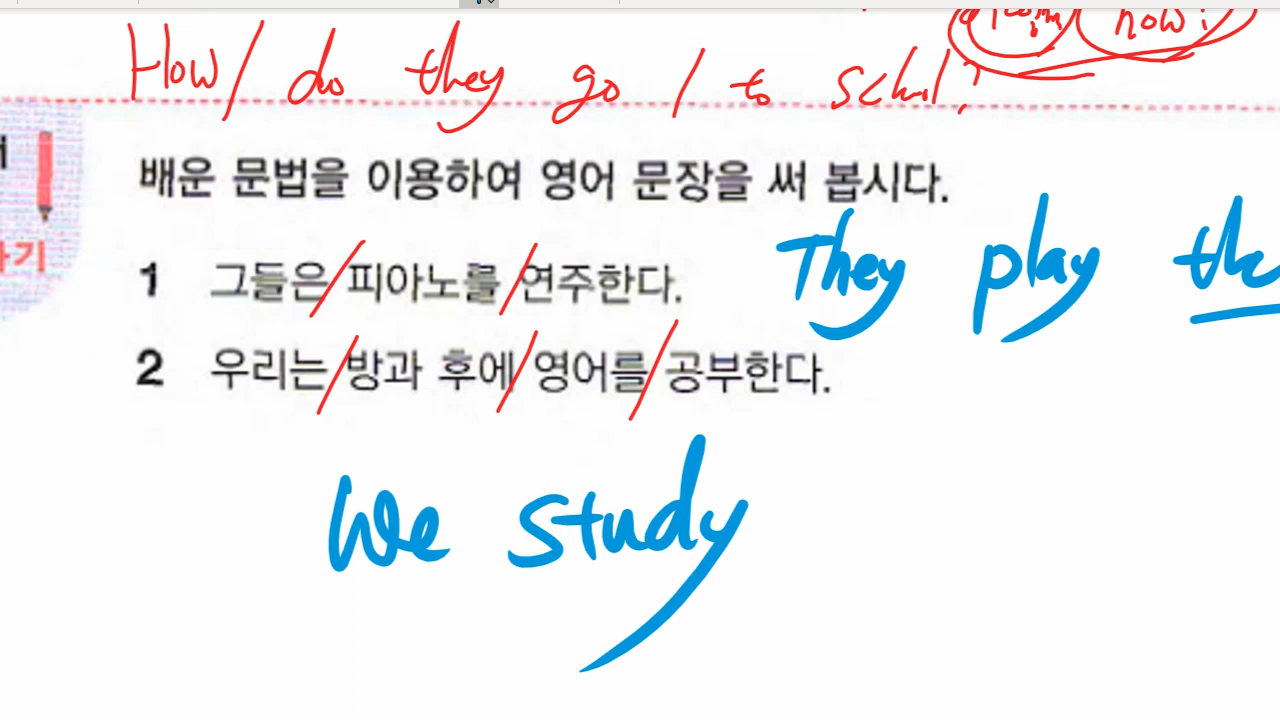 now?
How / do they go / to schol?
배운 문법을 이용하여 영어 문장을 써 봅시다.
1 그들은/피아노를/연주한다.
They play the
2 우리는/방과 후에/영어를/공부한다.
We study